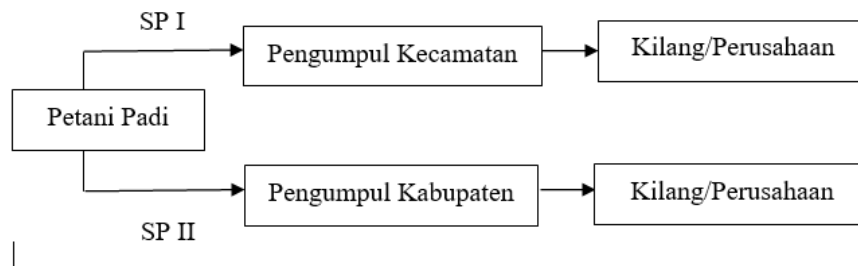 SP I
Pengumpul Kecamatan
Kilang/Perusahaan
Petani Padi
Pengumpul Kabupaten
Kilang/Perusahaan
SP II